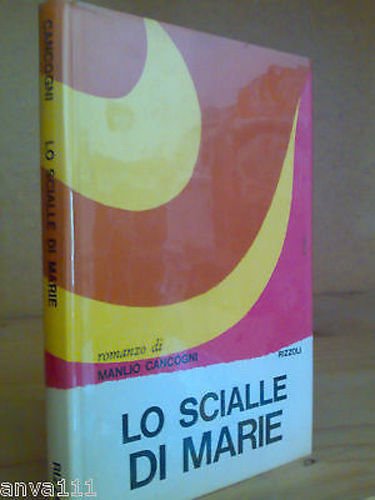 CANCOGNI
LO SCIALLE DI MARIE
romanzo di
MANLIO CANCOGNI
RIZZOLI
LO SCIALLE
DI MARIE
anva111